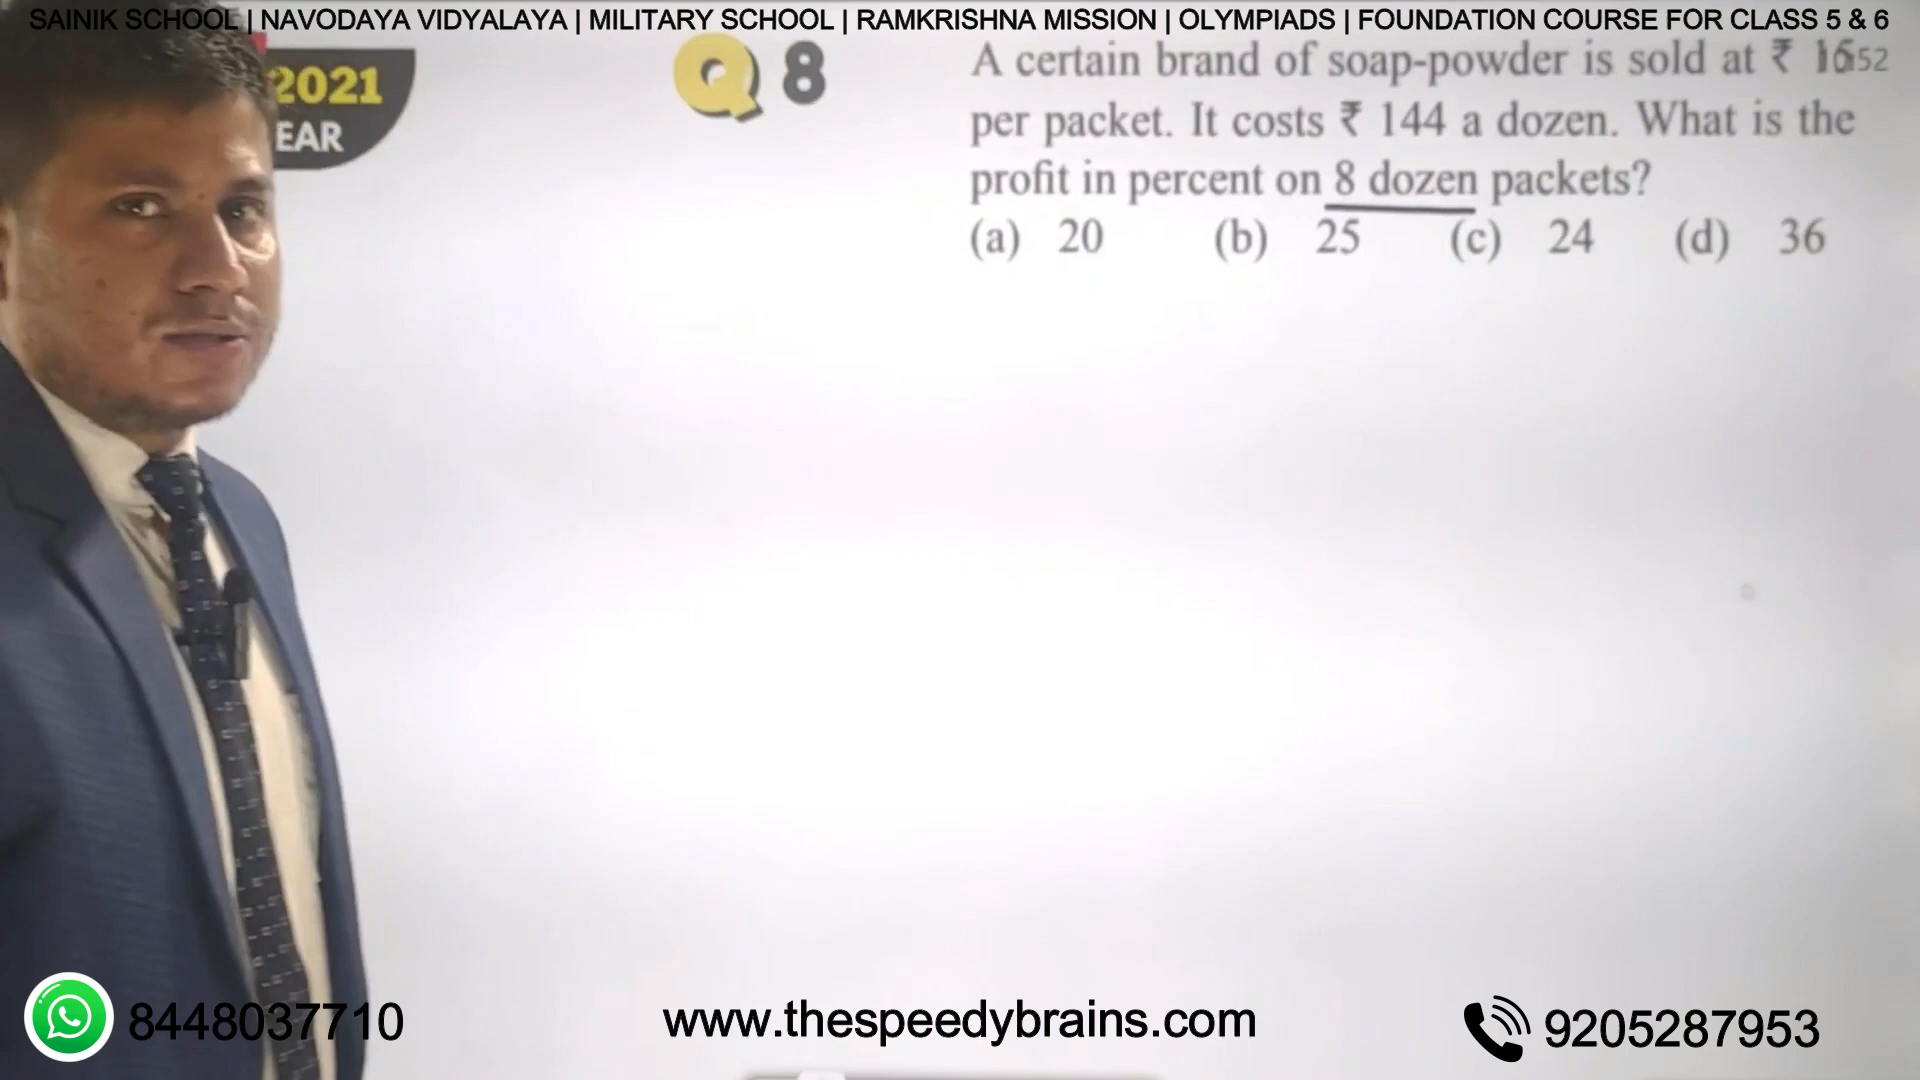 SAINIK SCHOOL | NAVODAYA VIDYALAYA | MILITARY SCHOOL | RAMKRISHNA MISSION | OLYMPIADS | FOUNDATION COURSE FOR CLASS 5 & 6
2021
EAR
Q 8
A certain brand of soap-powder is sold at ₹
per packet. It costs ₹ 144 a dozen. What is the
profit in percent on 8 dozen packets?
(a) 20 (b) 25 (c) 24 (d) 36
8448037710
www.thespeedybrains.com
9205287953